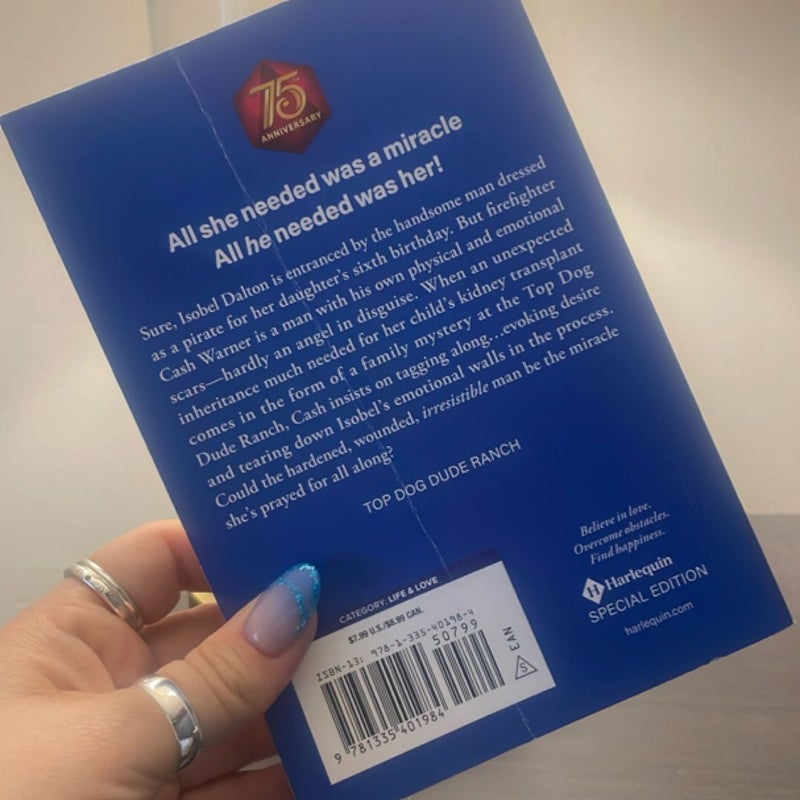 75TH
ANNIVERSARY
All she needed was a miracle
All he needed was her!
Sure, Isobel Dalton is entranced by the handsome man dressed
as a pirate for her daughter's sixth birthday. But firefighter
Cash Warner is a man with his own physical and emotional
scars—hardly an angel in disguise. When an unexpected
inheritance much needed for her child's kidney transplant
comes in the form of a family mystery at the Top Dog
Dude Ranch, Cash insists on tagging along...evoking desire
and tearing down Isobel's emotional walls in the process.
Could the hardened, wounded, irresistible man be the miracle
she's prayed for all along?
TOP DOG DUDE RANCH
Believe in love.
Overcome obstacles.
Find happiness.
H Harlequin
SPECIAL EDITION
harlequin.com
CATEGORY: LIFE & LOVE
$7.99 U.S./$8.99 CAN.
ISBN-13: 978-1-335-40198-4
50799
EAN
S
9 781335 401984